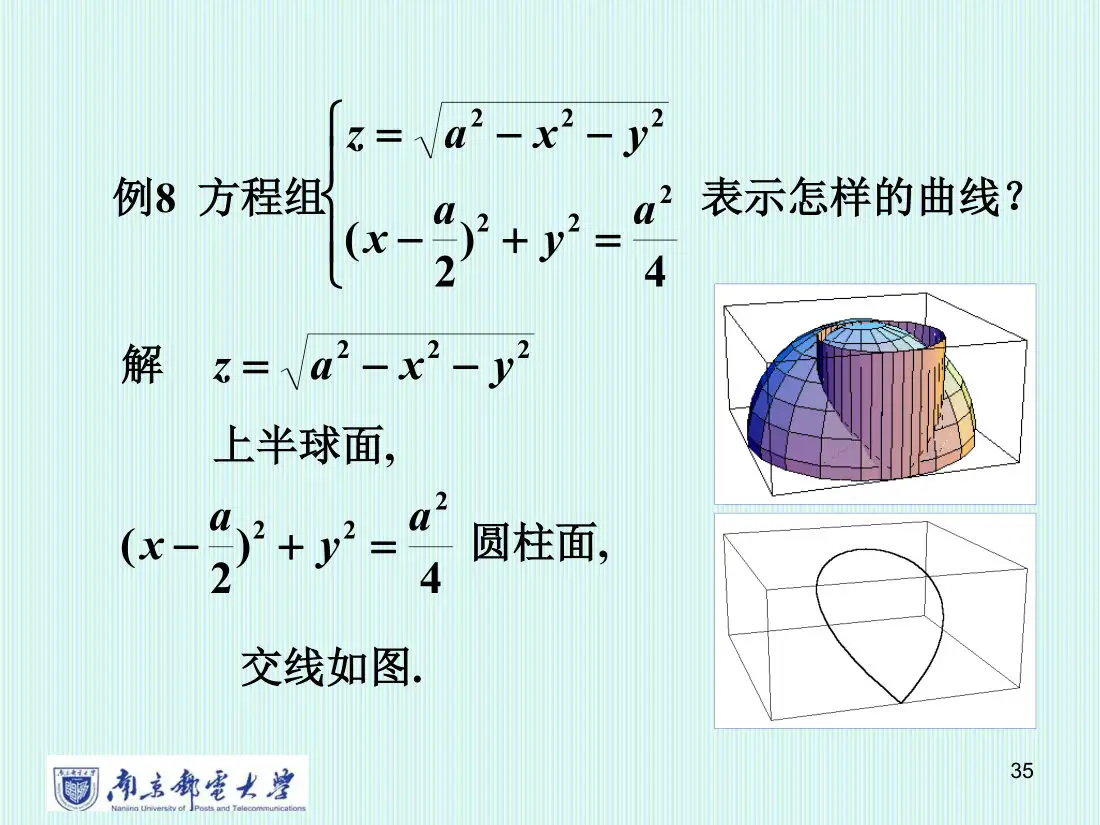 例8 方程组 { z = √(a² − x² − y²)
(x − a/2)² + y² = a²/4 表示怎样的曲线？
解 z = √(a² − x² − y²)
上半球面,
(x − a/2)² + y² = a²/4 圆柱面,
交线如图.
南京邮电大学
Nanjing University of Posts and Telecommunications
35